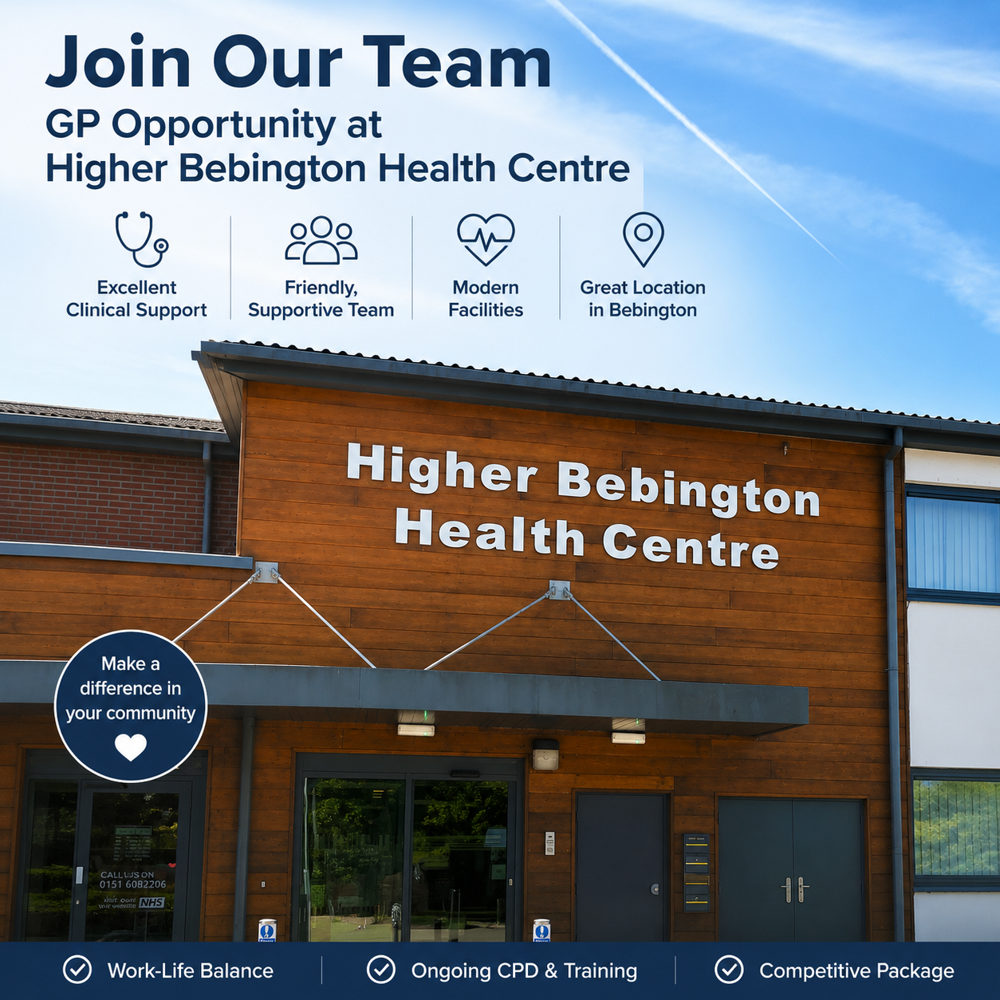 Join Our Team
GP Opportunity at
Higher Bebington Health Centre
Excellent
Clinical Support
Friendly,
Supportive Team
Modern
Facilities
Great Location
in Bebington
Higher Bebington
Health Centre
Make a
difference in
your community
CALL US ON
0151 6082206
NHS
Work-Life Balance
Ongoing CPD & Training
Competitive Package